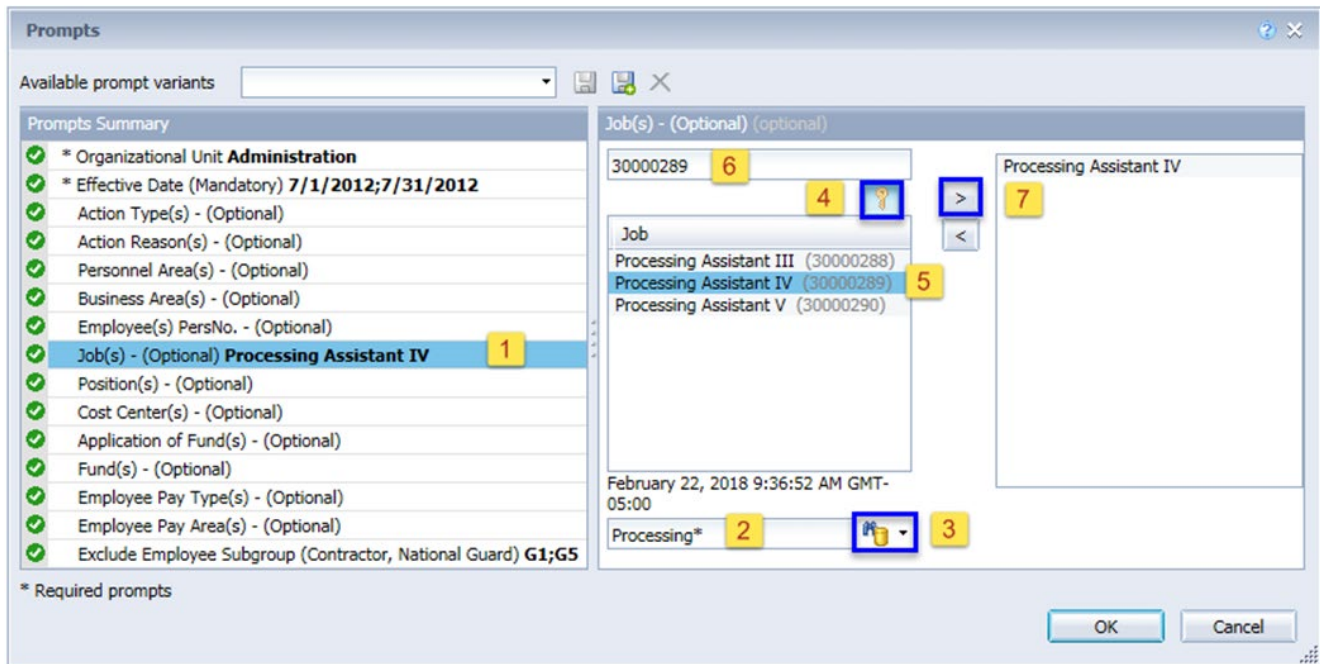 Prompts
Available prompt variants
Prompts Summary
* Organizational Unit Administration
* Effective Date (Mandatory) 7/1/2012;7/31/2012
Action Type(s) - (Optional)
Action Reason(s) - (Optional)
Personnel Area(s) - (Optional)
Business Area(s) - (Optional)
Employee(s) PersNo. - (Optional)
Job(s) - (Optional) Processing Assistant IV 1
Position(s) - (Optional)
Cost Center(s) - (Optional)
Application of Fund(s) - (Optional)
Fund(s) - (Optional)
Employee Pay Type(s) - (Optional)
Employee Pay Area(s) - (Optional)
Exclude Employee Subgroup (Contractor, National Guard) G1;G5
* Required prompts
Job(s) - (Optional) (optional)
30000289 6
4
Job
Processing Assistant III (30000288)
Processing Assistant IV (30000289) 5
Processing Assistant V (30000290)
February 22, 2018 9:36:52 AM GMT-
05:00
Processing* 2 3
> 7
<
Processing Assistant IV
OK Cancel